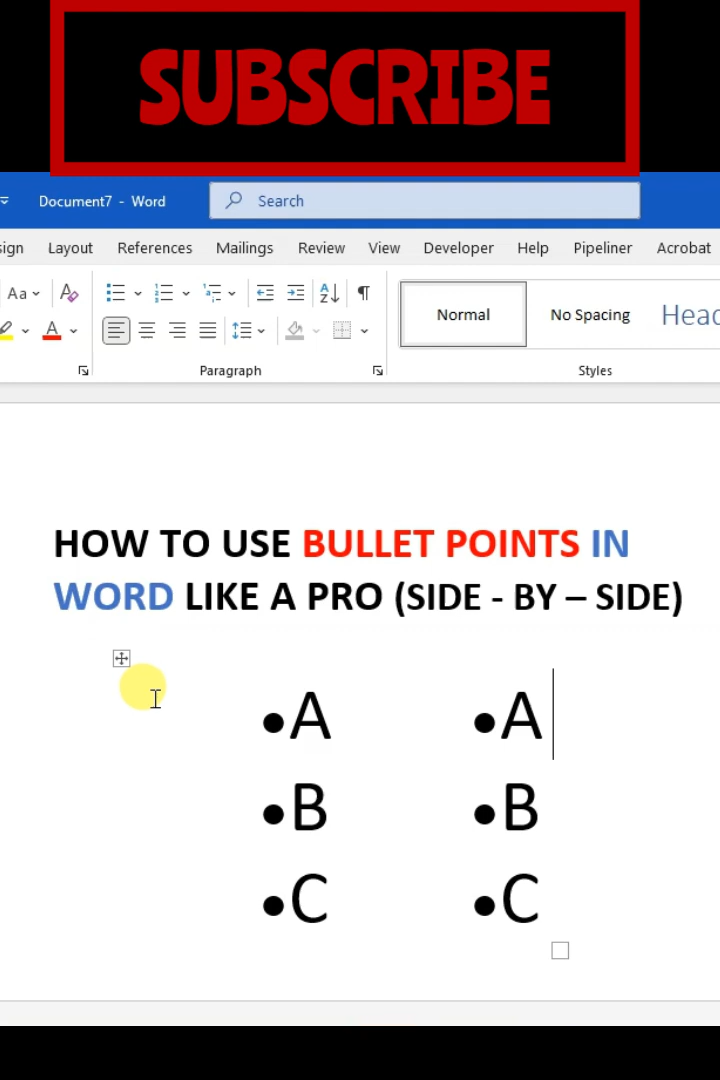 SUBSCRIBE
Document7 - Word
Search
sign Layout References Mailings Review View Developer Help Pipeliner Acrobat
Aa
A
A Z
Normal
No Spacing
Head
Paragraph
Styles
HOW TO USE BULLET POINTS IN
WORD LIKE A PRO (SIDE - BY – SIDE)
•A •A
•B •B
•C •C